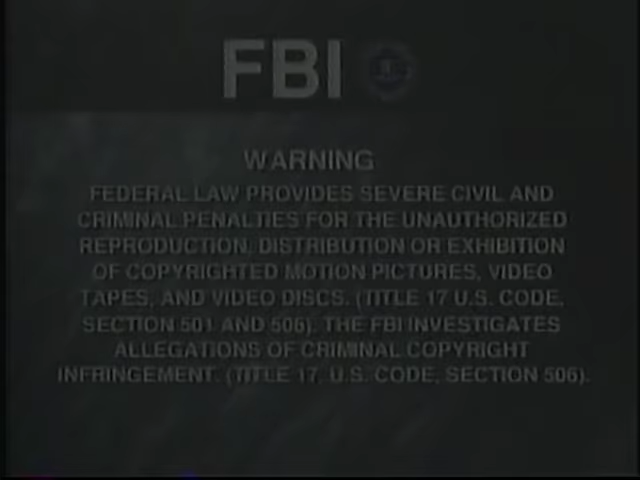 FBI
WARNING
FEDERAL LAW PROVIDES SEVERE CIVIL AND
CRIMINAL PENALTIES FOR THE UNAUTHORIZED
REPRODUCTION, DISTRIBUTION OR EXHIBITION
OF COPYRIGHTED MOTION PICTURES, VIDEO
TAPES, AND VIDEO DISCS. (TITLE 17 U.S. CODE,
SECTION 501 AND 506). THE FBI INVESTIGATES
ALLEGATIONS OF CRIMINAL COPYRIGHT
INFRINGEMENT. (TITLE 17, U.S. CODE, SECTION 506).